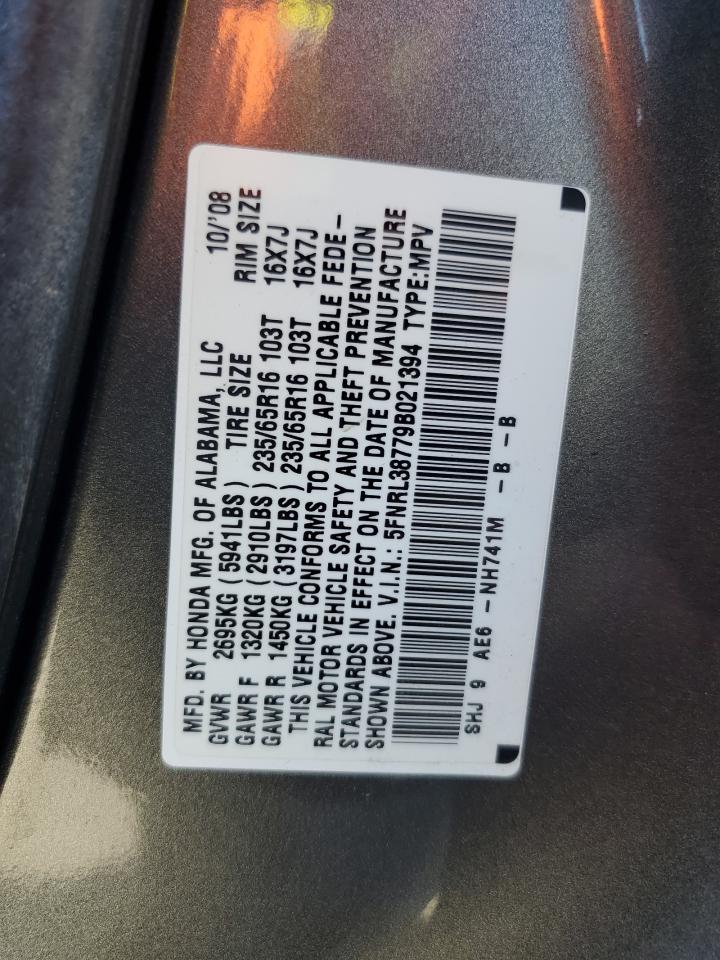 MFD. BY HONDA MFG. OF ALABAMA, LLC 10/'08
GVWR 2695KG (5941LBS) TIRE SIZE RIM SIZE
GAWR F 1320KG (2910LBS) 235/65R16 103T 16X7J
GAWR R 1450KG (3197LBS) 235/65R16 103T 16X7J
THIS VEHICLE CONFORMS TO ALL APPLICABLE FEDE–
RAL MOTOR VEHICLE SAFETY AND THEFT PREVENTION
STANDARDS IN EFFECT ON THE DATE OF MANUFACTURE
SHOWN ABOVE. V.I.N.: 5FNRL38779B021394 TYPE:MPV
SHJ 9 AE6 – NH741M – B – B